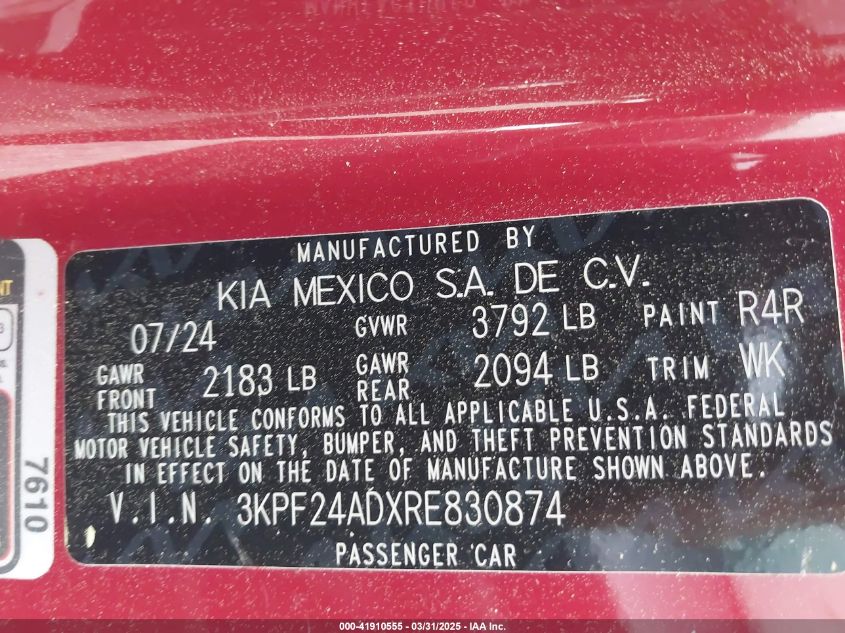 MANUFACTURED BY
KIA MEXICO S.A. DE C.V.
07/24 GVWR 3792 LB PAINT R4R
GAWR FRONT 2183 LB GAWR REAR 2094 LB TRIM WK
THIS VEHICLE CONFORMS TO ALL APPLICABLE U.S.A. FEDERAL
MOTOR VEHICLE SAFETY, BUMPER, AND THEFT PREVENTION STANDARDS
IN EFFECT ON THE DATE OF MANUFACTURE SHOWN ABOVE.
V.I.N. 3KPF24ADXRE830874
PASSENGER CAR
7610
000-41910555 - 03/31/2025 - IAA Inc.